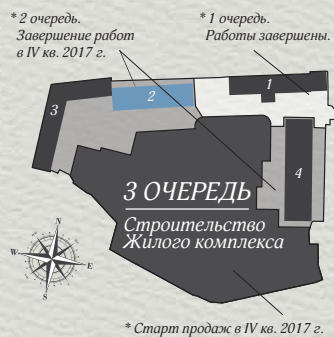 * 2 очередь.
Завершение работ
в IV кв. 2017 г.
* 1 очередь.
Работы завершены.
1
2
3
4
3 ОЧЕРЕДЬ
Строительство
Жилого комплекса
N
W
E
S
* Старт продаж в IV кв. 2017 г.